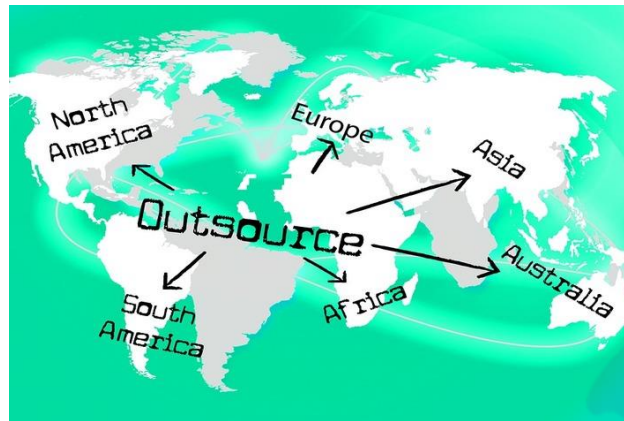 North
America
Europe
Asia
Outsource
Australia
South
America
Africa